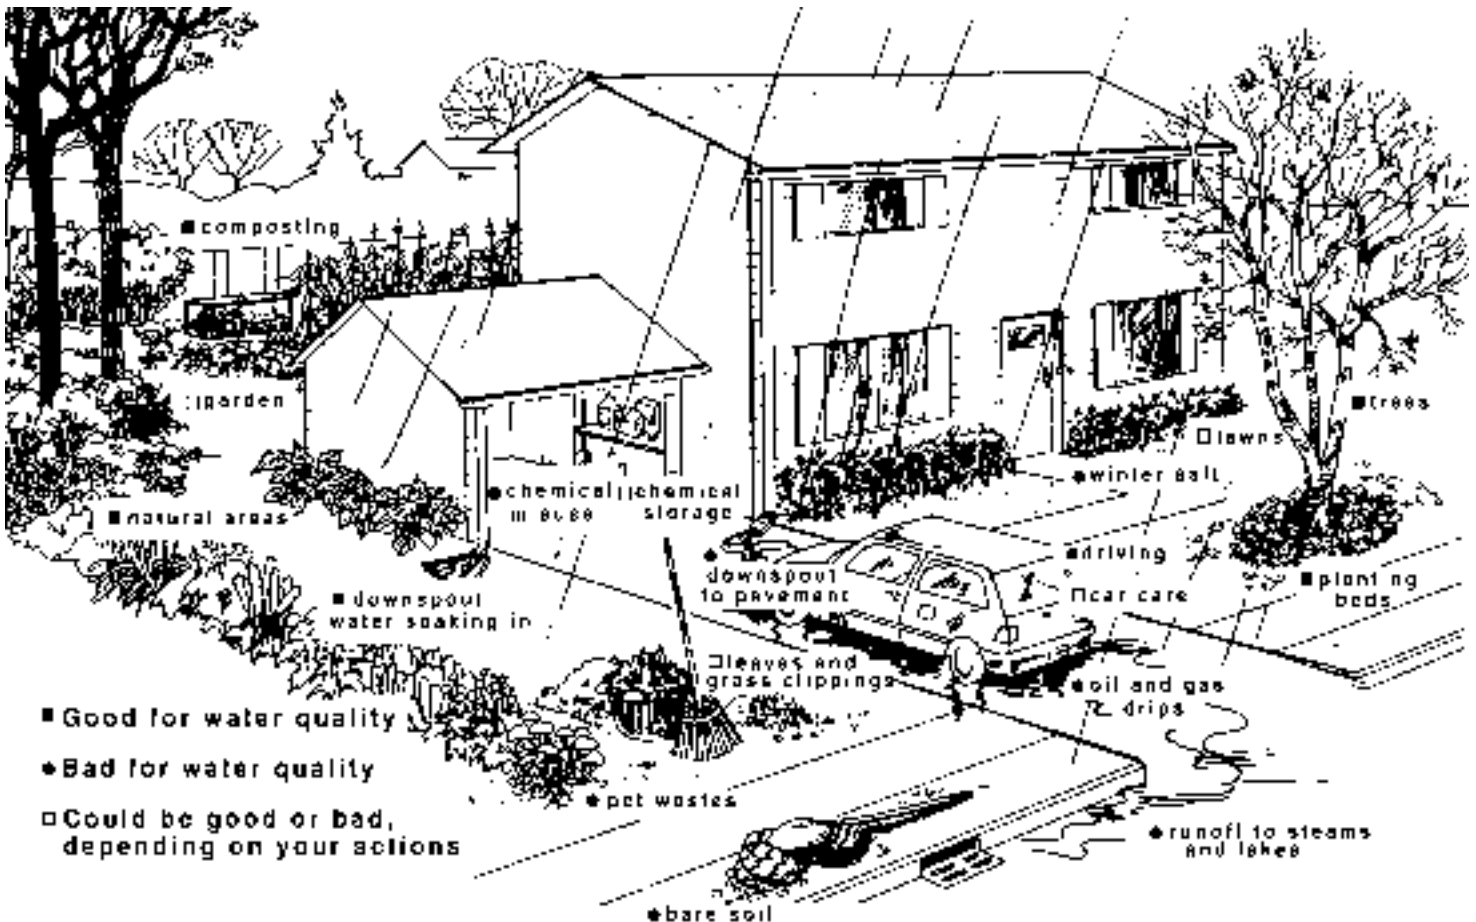 ■ composting
garden
■ natural areas
● chemical
□ chemical
storage
■ downspout
water soaking in
● downspout
to pavement
□ lawns
■ trees
● winter salt
● driving
□ car care
■ planting
beds
□ leaves and
grass clippings
● oil and gas
drips
● pet wastes
● runoff to steams
and lakes
● bare soil
■ Good for water quality
● Bad for water quality
□ Could be good or bad,
depending on your actions